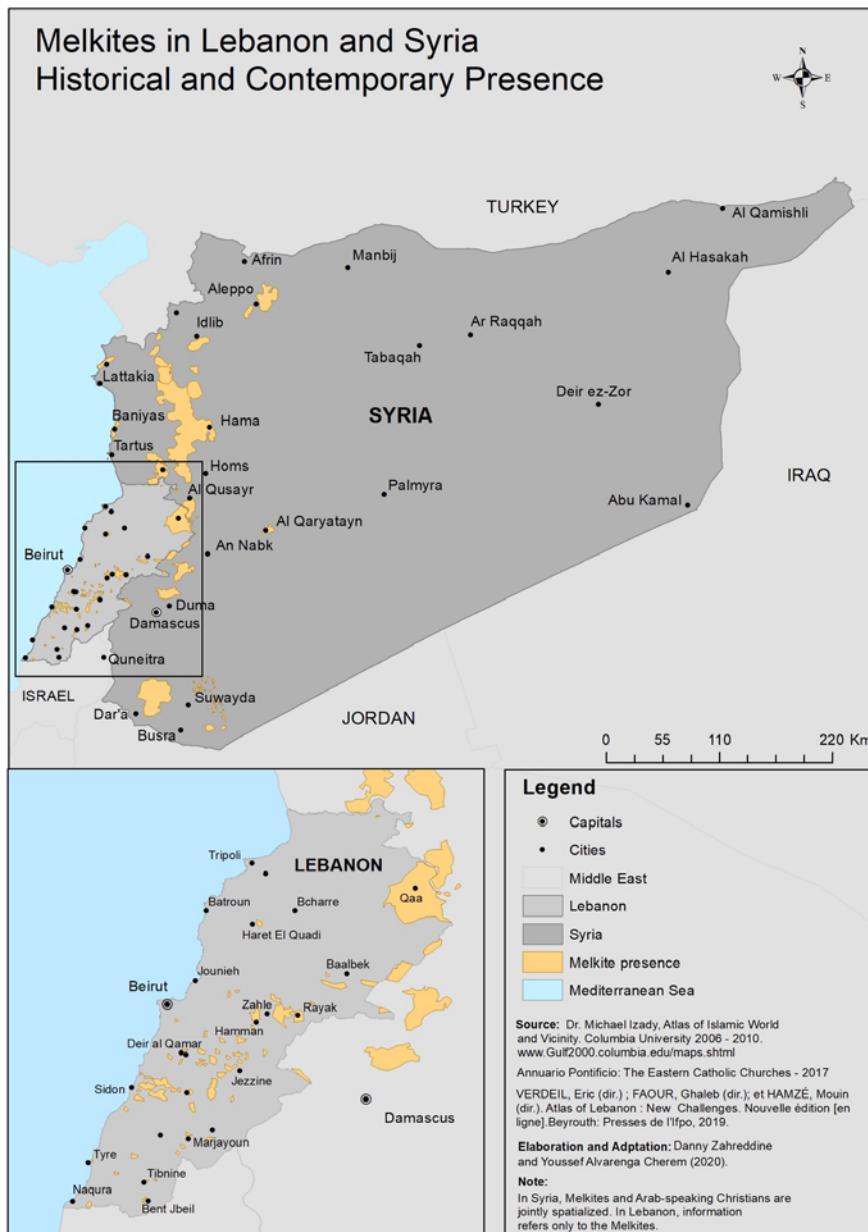 Melkites in Lebanon and Syria
Historical and Contemporary Presence
N
W
E
S
TURKEY
Al Qamishli
Afrin
Manbij
Al Hasakah
Aleppo
Idlib
Ar Raqqah
Tabaqah
Lattakia
Deir ez-Zor
Baniyas
Hama
SYRIA
Tartus
Homs
Palmyra
IRAQ
Al Qusayr
Abu Kamal
Al Qaryatayn
An Nabk
Beirut
Duma
Damascus
Quneitra
ISRAEL
Suwayda
Dar'a
JORDAN
Busra
0 55 110 220 Km
Tripoli
LEBANON
Batroun
Bcharre
Qaa
Haret El Quadi
Baalbek
Jounieh
Beirut
Zahle
Rayak
Hamman
Deir al Qamar
Jezzine
Sidon
Damascus
Marjayoun
Tyre
Tibnine
Naqura
Bent Jbeil
Legend
Capitals
Cities
Middle East
Lebanon
Syria
Melkite presence
Mediterranean Sea
Source: Dr. Michael Izady, Atlas of Islamic World
and Vicinity. Columbia University 2006 - 2010.
www.Gulf2000.columbia.edu/maps.shtml
Annuario Pontificio: The Eastern Catholic Churches - 2017
VERDEIL, Eric (dir.) ; FAOUR, Ghaleb (dir.); et HAMZÉ, Mouin
(dir.). Atlas of Lebanon : New Challenges. Nouvelle édition [en
ligne].Beyrouth: Presses de l'Ifpo, 2019.
Elaboration and Adptation: Danny Zahreddine
and Youssef Alvarenga Cherem (2020).
Note:
In Syria, Melkites and Arab-speaking Christians are
jointly spatialized. In Lebanon, information
refers only to the Melkites.